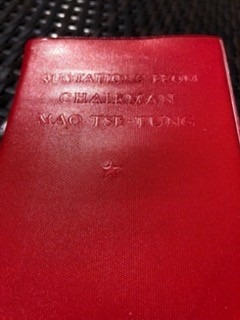 QUOTATIONS FROM
CHAIRMAN
MAO TSE-TUNG